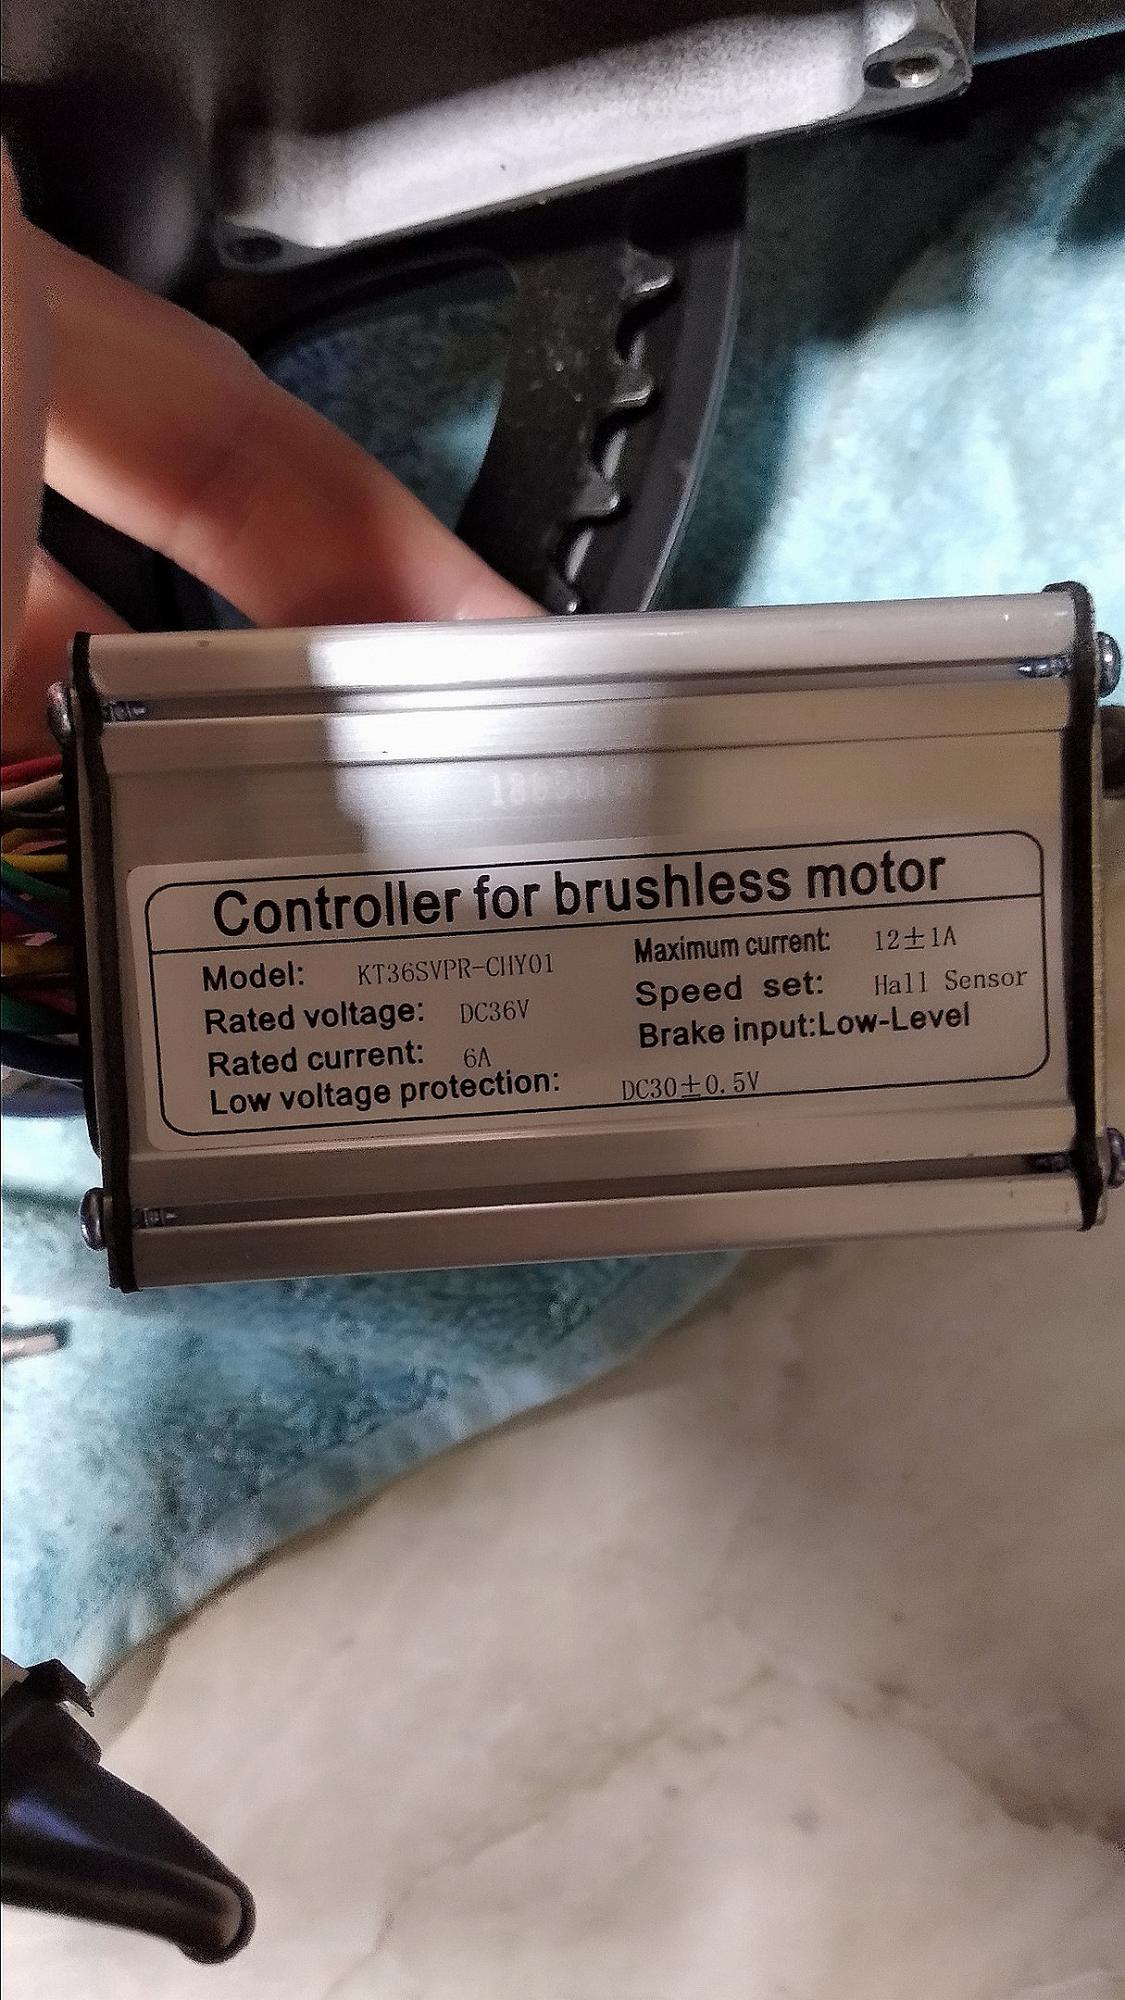 Controller for brushless motor
Model: KT36SVPR-CHY01
Rated voltage: DC36V
Rated current: 6A
Low voltage protection: DC30±0.5V
Maximum current: 12±1A
Speed set: Hall Sensor
Brake input:Low-Level